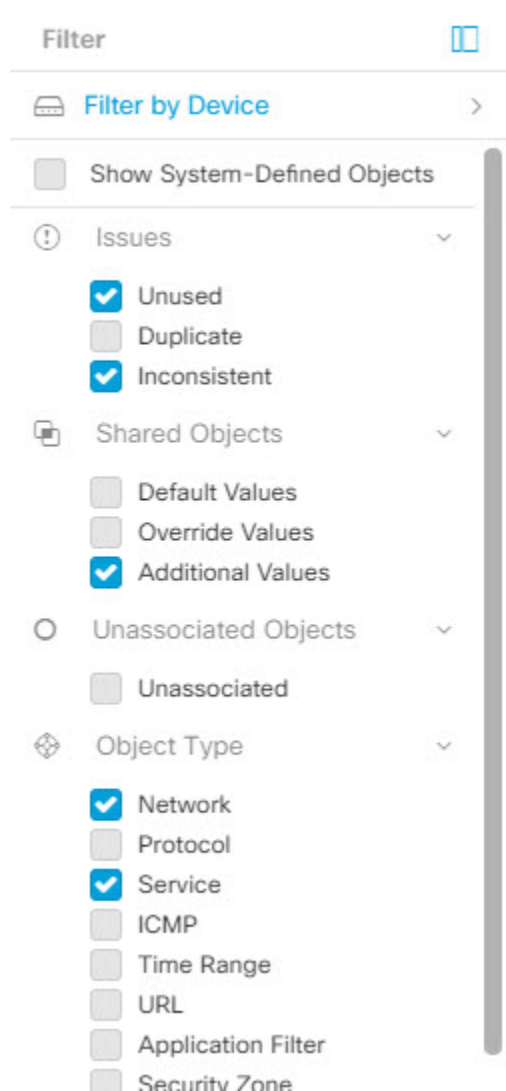 Filter
Filter by Device
Show System-Defined Objects
Issues
Unused
Duplicate
Inconsistent
Shared Objects
Default Values
Override Values
Additional Values
Unassociated Objects
Unassociated
Object Type
Network
Protocol
Service
ICMP
Time Range
URL
Application Filter
Security Zone